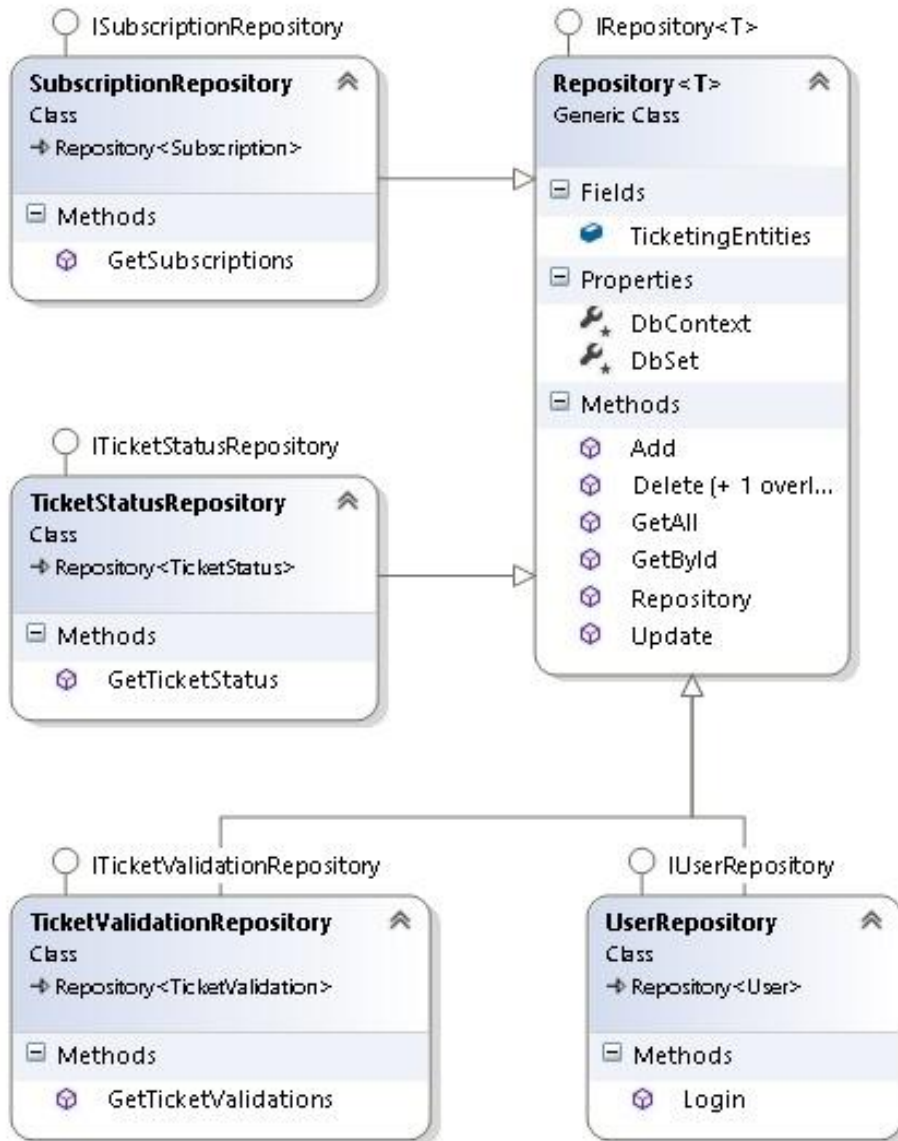 ISubscriptionRepository
SubscriptionRepository
Class
Repository<Subscription>
Methods
GetSubscriptions
IRepository<T>
Repository<T>
Generic Class
Fields
TicketingEntities
Properties
DbContext
DbSet
Methods
Add
Delete (+ 1 overl...
GetAll
GetById
Repository
Update
ITicketStatusRepository
TicketStatusRepository
Class
Repository<TicketStatus>
Methods
GetTicketStatus
ITicketValidationRepository
TicketValidationRepository
Class
Repository<TicketValidation>
Methods
GetTicketValidations
IUserRepository
UserRepository
Class
Repository<User>
Methods
Login